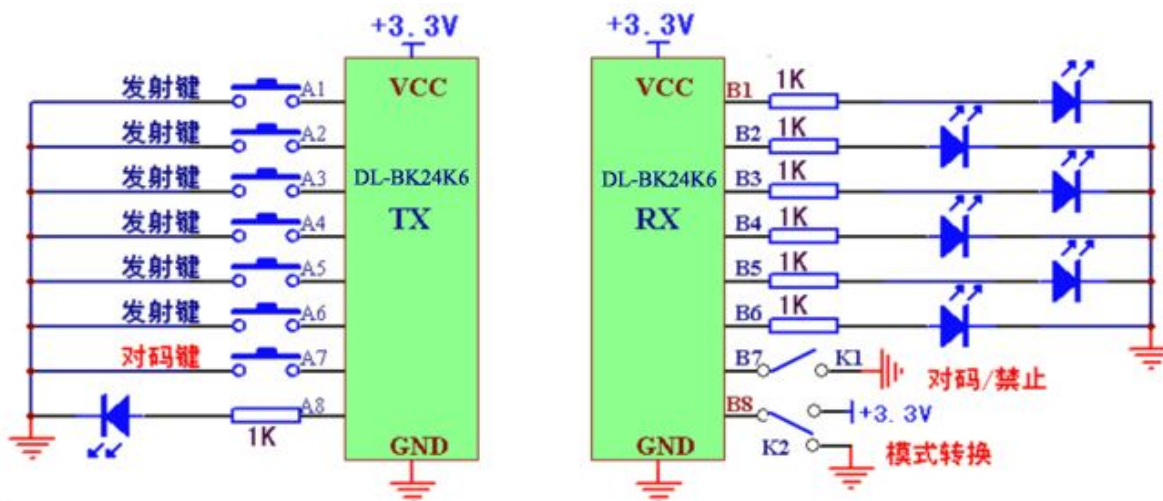 +3.3V
+3.3V
发射键 A1 VCC
发射键 A2
发射键 A3 DL-BK24K6
发射键 A4 TX
发射键 A5
发射键 A6
对码键 A7
A8
1K
GND
VCC B1 1K
B2 1K
DL-BK24K6 B3 1K
RX B4 1K
B5 1K
B6 1K
B7 K1 对码/禁止
B8 +3.3V
K2 模式转换
GND